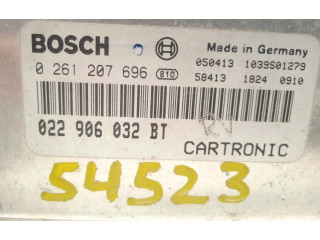 BOSCH Made in Germany
0 261 207 696 810 050413 1039S01279
58413 1824 0910
022 906 032 BT
CARTRONIC
54523